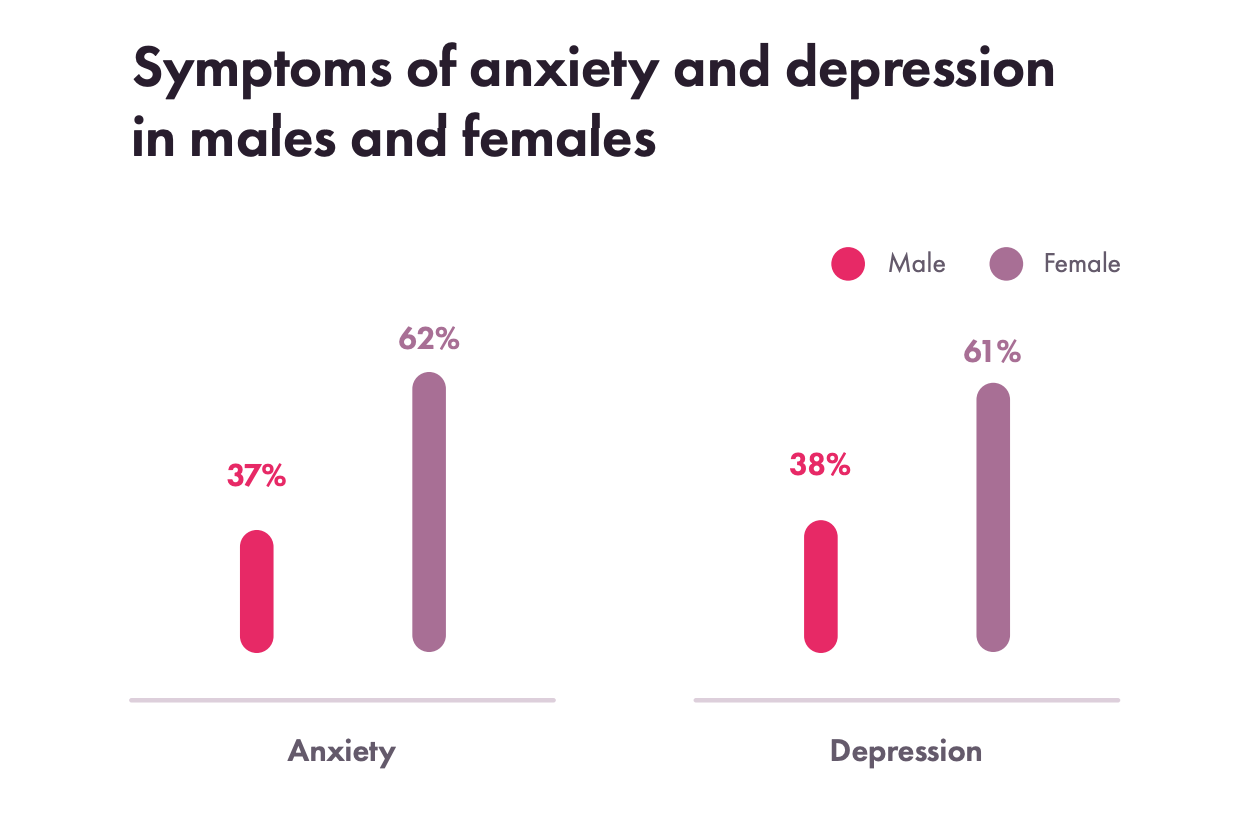 Symptoms of anxiety and depression
in males and females
Male Female
62%
61%
37%
38%
Anxiety
Depression